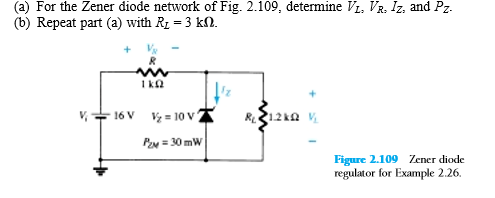 (a) For the Zener diode network of Fig. 2.109, determine VL, VR, IZ, and PZ.
(b) Repeat part (a) with RL = 3 kΩ.
+ VR −
R
1 kΩ
IZ
+
Vi 16 V VZ = 10 V RL 1.2 kΩ VL
PZM = 30 mW
−
Figure 2.109 Zener diode
regulator for Example 2.26.